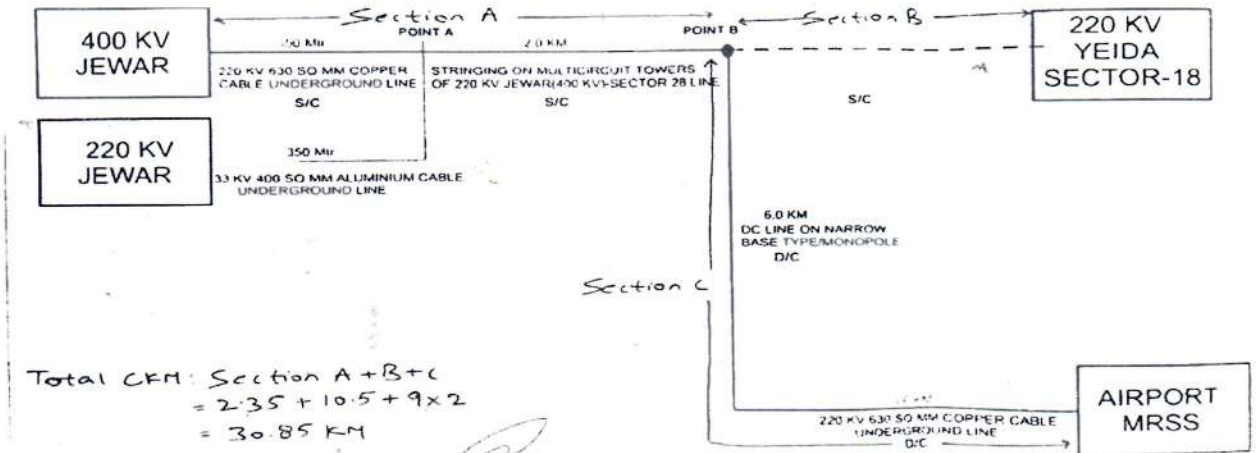 Section A
Section B
400 KV
JEWAR
POINT A
2.0 KM
POINT B
220 KV
YEIDA
SECTOR-18
220 KV 630 SQ MM COPPER
CABLE UNDERGROUND LINE
S/C
STRINGING ON MULTICIRCUIT TOWERS
OF 220 KV JEWAR(400 KV)-SECTOR 28 LINE
S/C
S/C
220 KV
JEWAR
350 Mtr
33 KV 400 SQ MM ALUMINIUM CABLE
UNDERGROUND LINE
6.0 KM
DC LINE ON NARROW
BASE TYPE/MONOPOLE
D/C
Section C
Total CKM: Section A+B+C
= 2.35 + 10.5 + 9×2
= 30.85 KM
220 KV 630 SQ MM COPPER CABLE
UNDERGROUND LINE
D/C
AIRPORT
MRSS